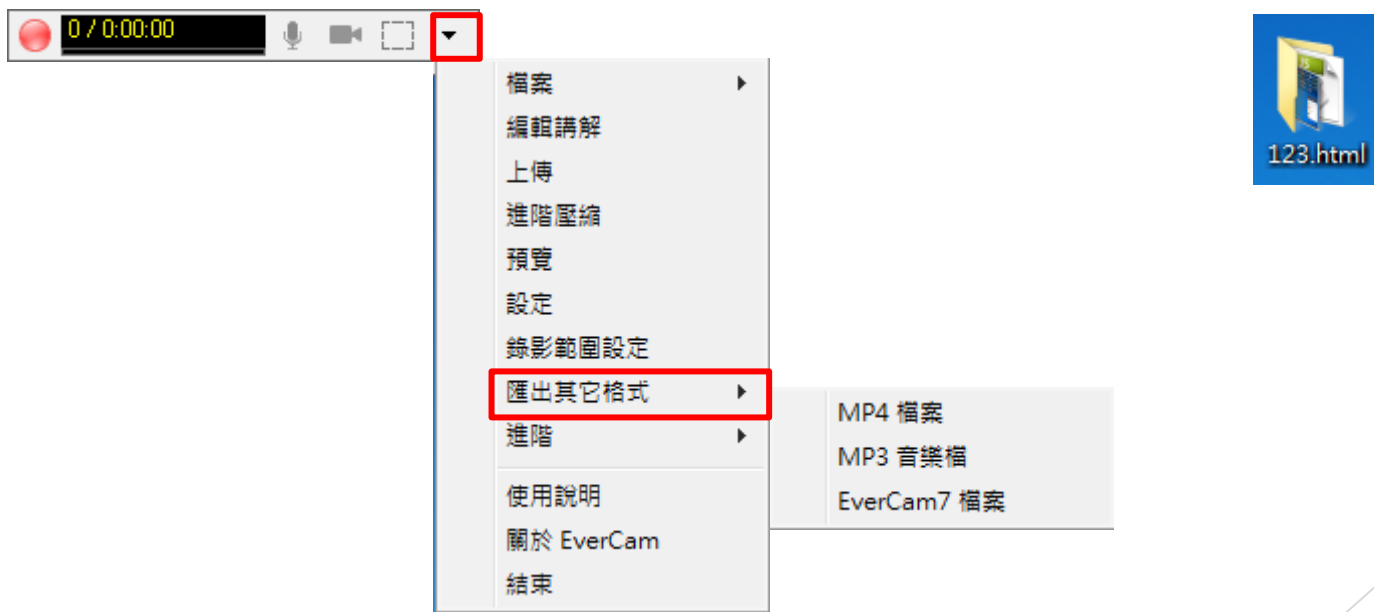 0 / 0:00:00
檔案
編輯講解
上傳
進階壓縮
預覽
設定
錄影範圍設定
匯出其它格式
進階
使用說明
關於 EverCam
結束
MP4 檔案
MP3 音樂檔
EverCam7 檔案
JS
123.html